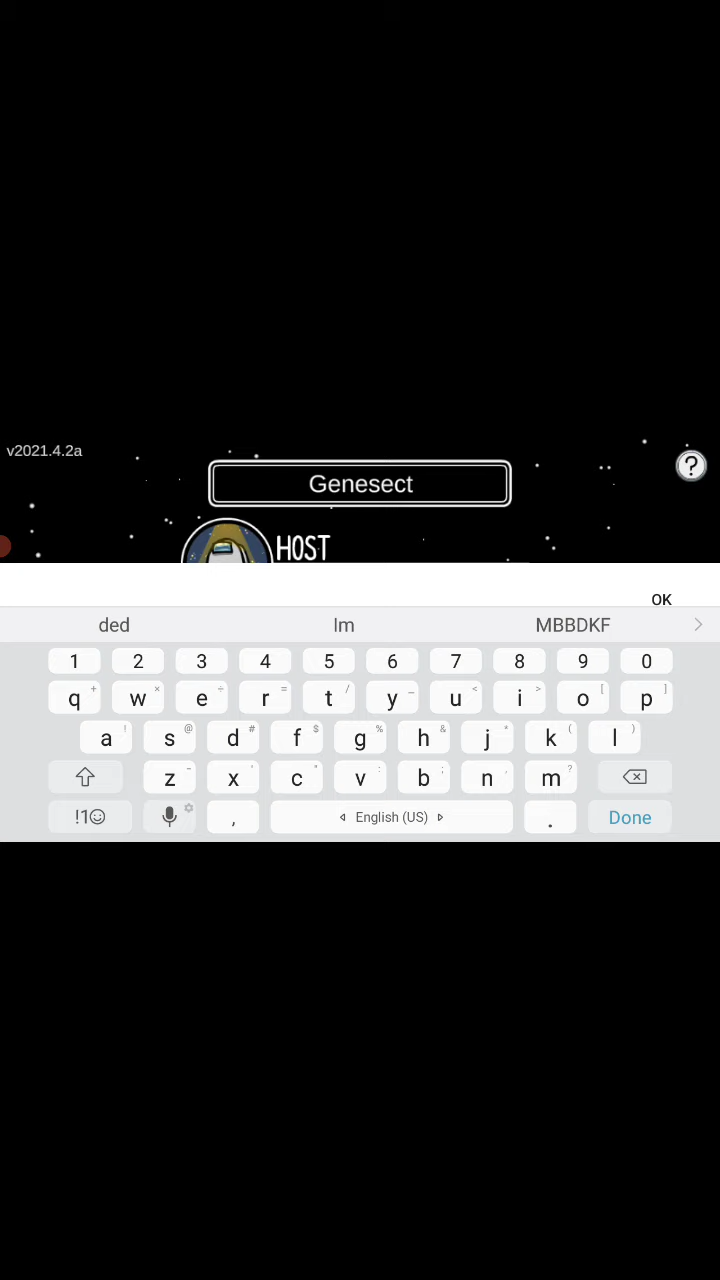 v2021.4.2a
?
Genesect
HOST
OK
ded Im MBBDKF
1 2 3 4 5 6 7 8 9 0
q + w × e ÷ r = t / y _ u < i > o [ p ]
a ! s @ d # f $ g % h & j * k ( l )
z - x ' c " v : b ; n , m ?
!1☺ , English (US) . Done